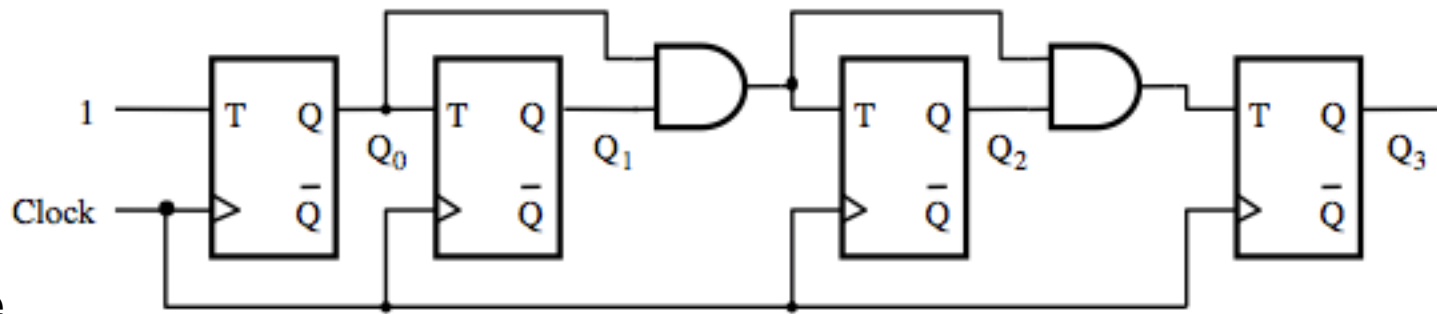 1 T Q T Q T Q T Q
Q0 Q1 Q2 Q3
Clock Q̅ Q̅ Q̅ Q̅
e